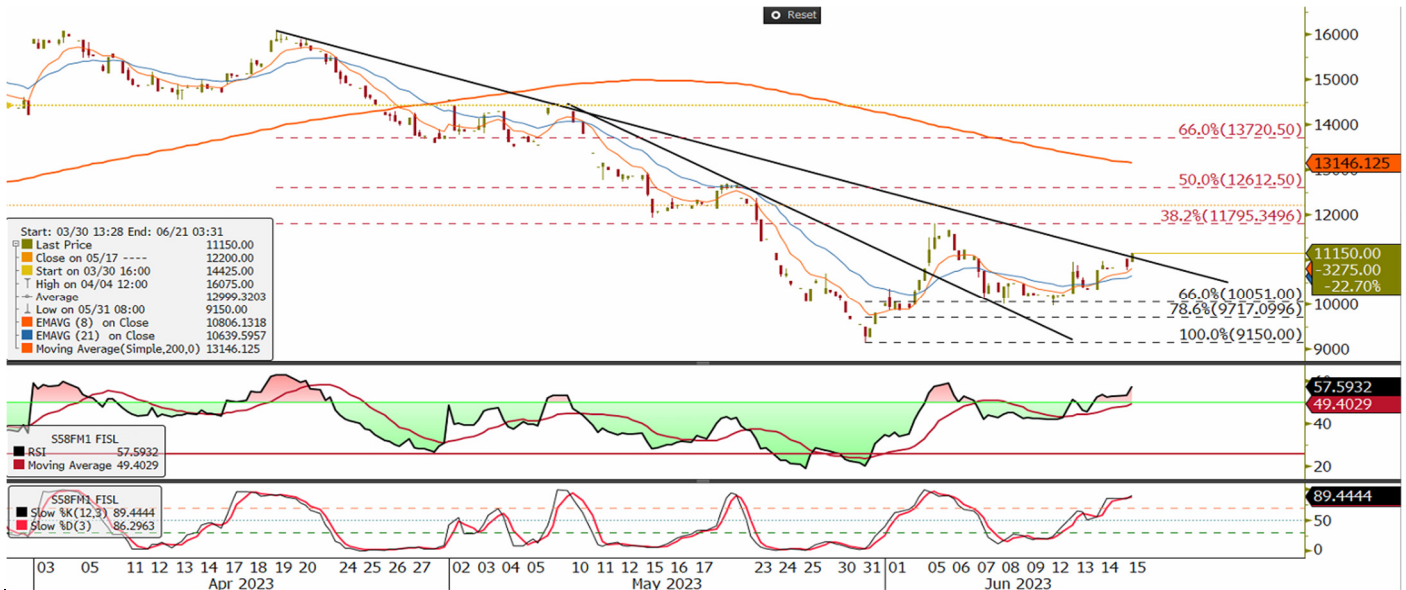 Reset
16000
15000
14000
66.0%(13720.50)
13146.125
50.0%(12612.50)
38.2%(11795.3496)
12000
11150.00
-3275.00
-22.70%
66.0%(10051.00)
10000
78.6%(9717.0996)
100.0%(9150.00)
9000
Start: 03/30 13:28 End: 06/21 03:31
Last Price 11150.00
Close on 05/17 ---- 12200.00
Start on 03/30 16:00 14425.00
High on 04/04 12:00 16075.00
Average 12999.3203
Low on 05/31 08:00 9150.00
EMAVG (8) on Close 10806.1318
EMAVG (21) on Close 10639.5957
Moving Average(Simple,200,0) 13146.125
57.5932
49.4029
40
20
S58FM1 FISL
RSI 57.5932
Moving Average 49.4029
89.4444
50
0
S58FM1 FISL
Slow %K(12,3) 89.4444
Slow %D(3) 86.2963
03 05 11 12 13 14 17 18 19 20 24 25 26 27 02 03 04 05 10 11 12 15 16 17 23 24 25 30 31 01 05 06 07 08 09 12 13 14 15
Apr 2023 May 2023 Jun 2023